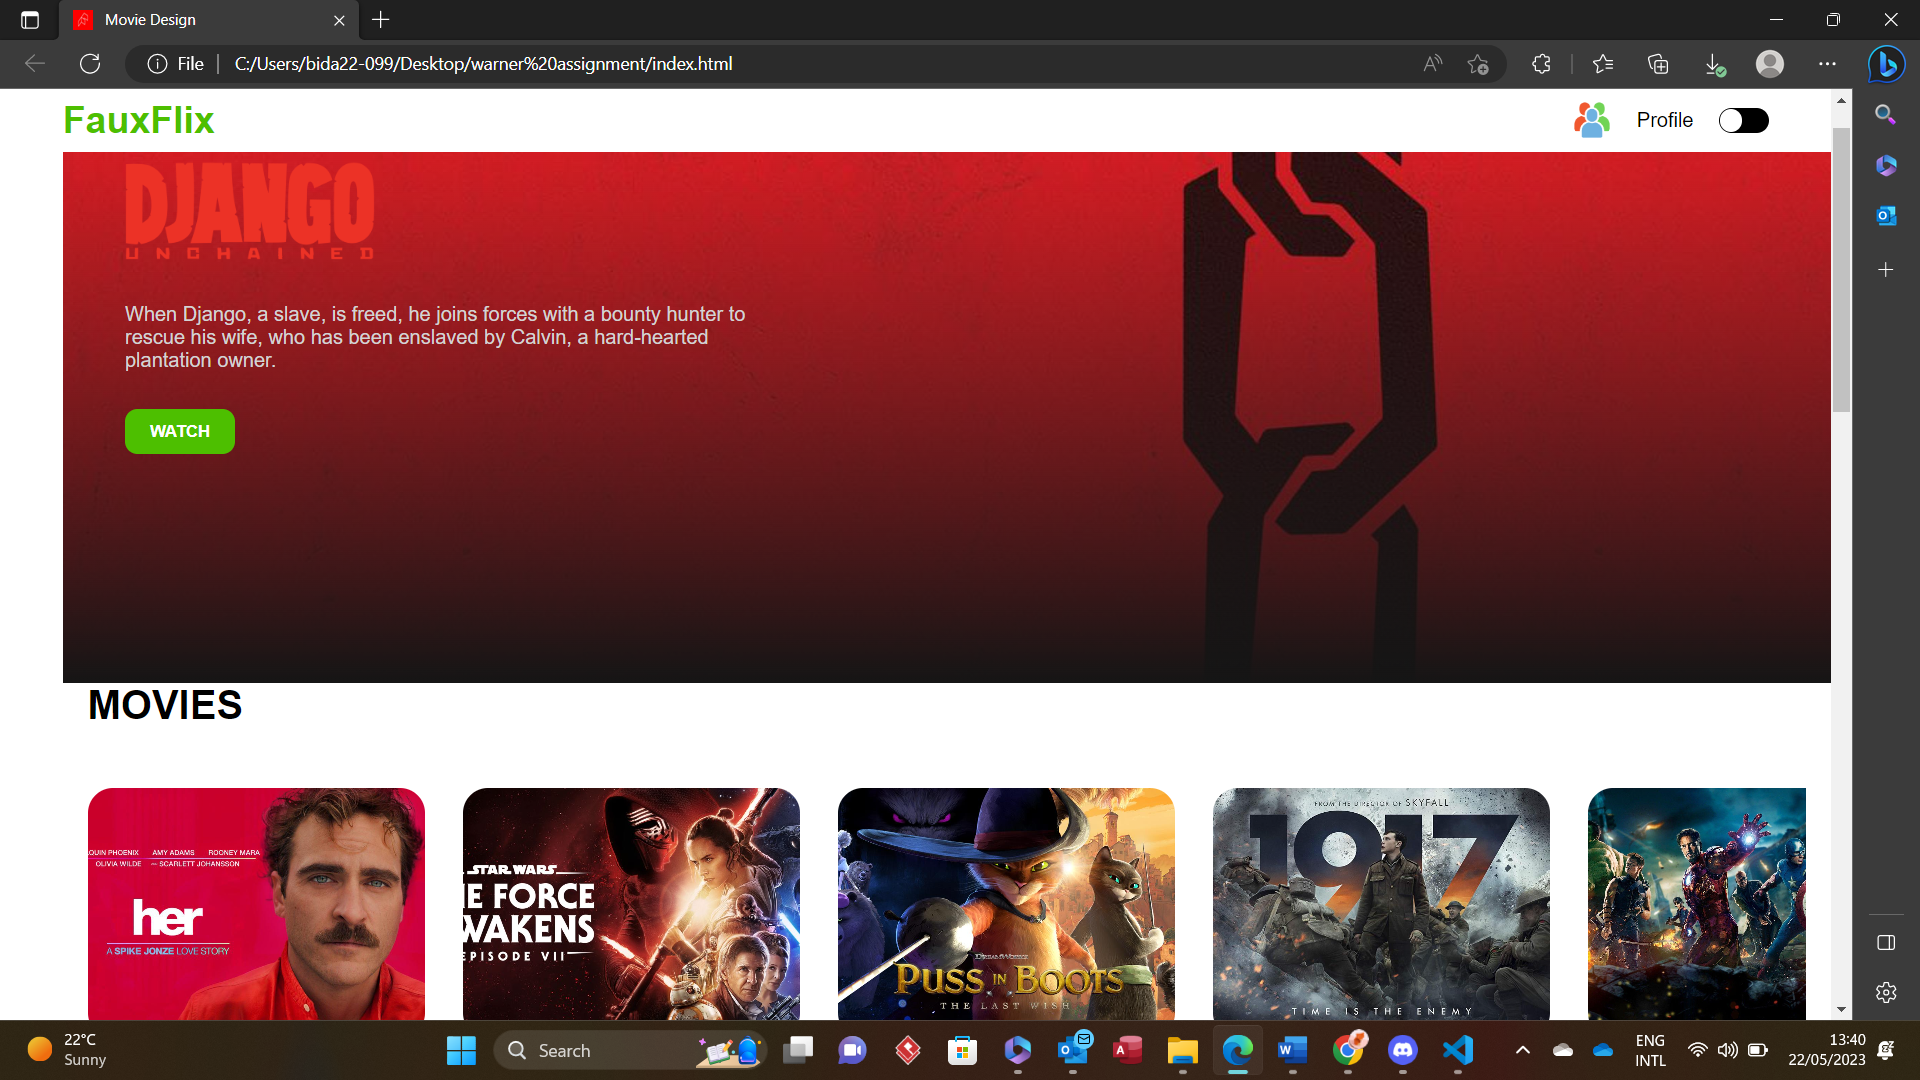 Movie Design
File
C:/Users/bida22-099/Desktop/warner%20assignment/index.html
FauxFlix
Profile
DJANGO
UNCHAINED
When Django, a slave, is freed, he joins forces with a bounty hunter to
rescue his wife, who has been enslaved by Calvin, a hard-hearted
plantation owner.
WATCH
MOVIES
OUIN PHOENIX AMY ADAMS ROONEY MARA
OLIVIA WILDE SCARLETT JOHANSSON
her
A SPIKE JONZE LOVE STORY
STAR WARS
E FORCE
WAKENS
EPISODE VII
DREAMWORKS
PUSS IN BOOTS
THE LAST WISH
FROM THE DIRECTOR OF SKYFALL
1917
TIME IS THE ENEMY
22°C
Sunny
Search
ENG
INTL
13:40
22/05/2023